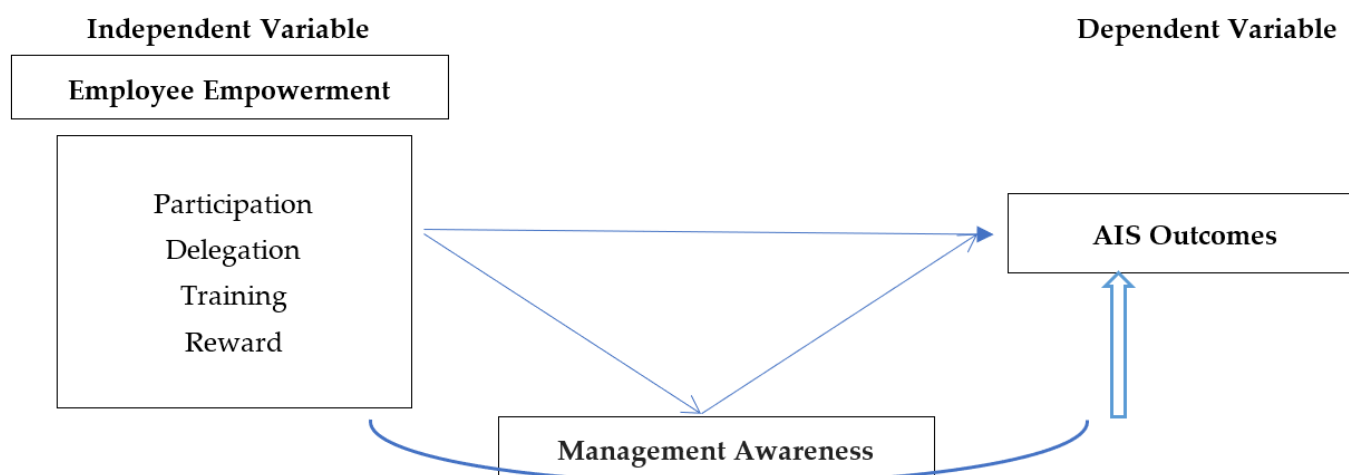 Independent Variable
Dependent Variable
Employee Empowerment
Participation
Delegation
Training
Reward
AIS Outcomes
Management Awareness